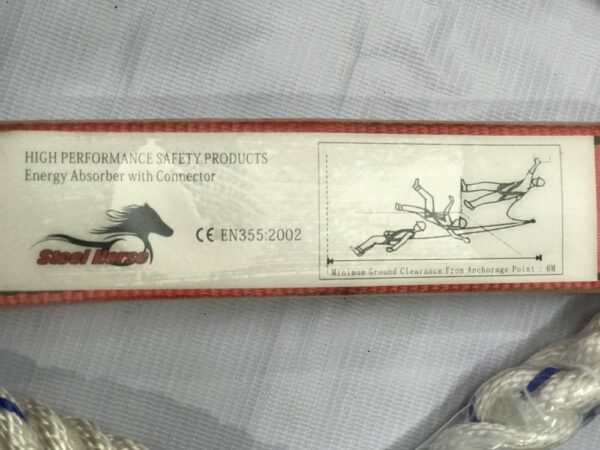 HIGH PERFORMANCE SAFETY PRODUCTS
Energy Absorber with Connector
Steel Horse
CE EN355:2002
Minimum Ground Clearance From Anchorage Point : 6M